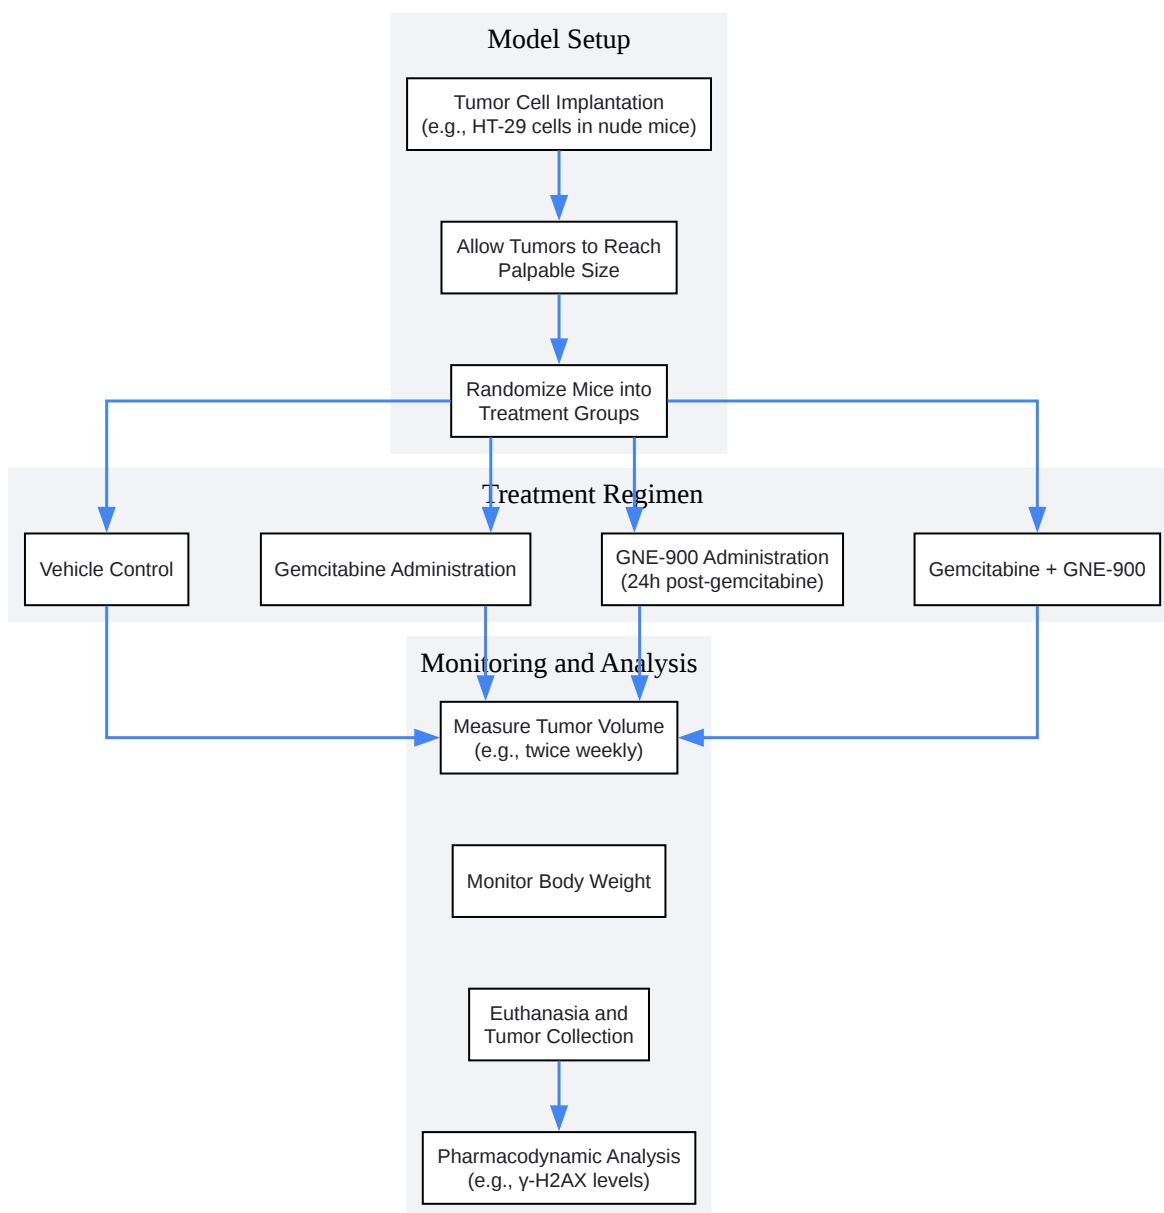 Model Setup
Tumor Cell Implantation
(e.g., HT-29 cells in nude mice)
Allow Tumors to Reach
Palpable Size
Randomize Mice into
Treatment Groups
Treatment Regimen
Vehicle Control
Gemcitabine Administration
GNE-900 Administration
(24h post-gemcitabine)
Gemcitabine + GNE-900
Monitoring and Analysis
Measure Tumor Volume
(e.g., twice weekly)
Monitor Body Weight
Euthanasia and
Tumor Collection
Pharmacodynamic Analysis
(e.g., γ-H2AX levels)